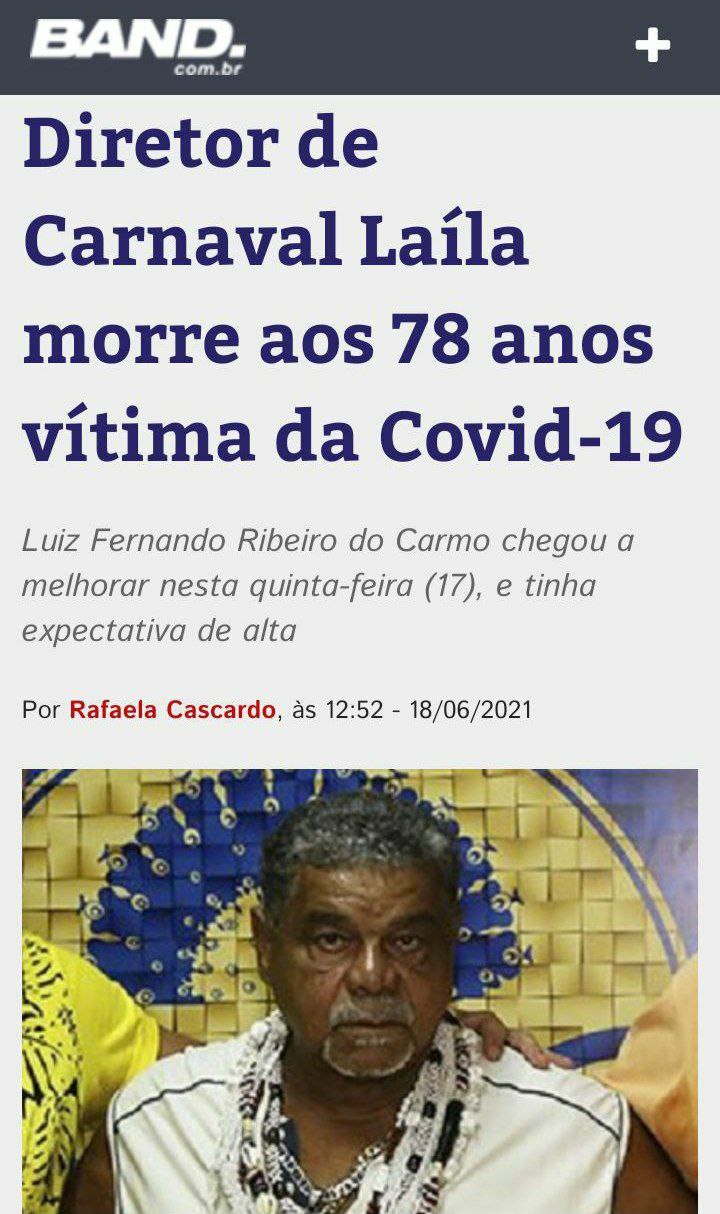 BAND.
com.br
Diretor de
Carnaval Laíla
morre aos 78 anos
vítima da Covid-19
Luiz Fernando Ribeiro do Carmo chegou a
melhorar nesta quinta-feira (17), e tinha
expectativa de alta
Por Rafaela Cascardo, às 12:52 - 18/06/2021